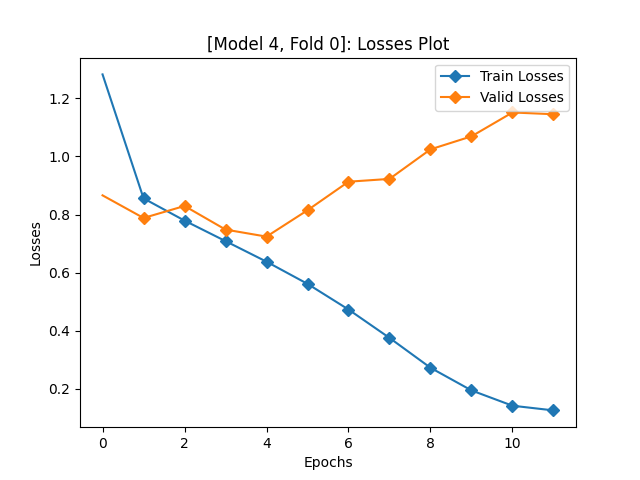 [Model 4, Fold 0]: Losses Plot
Train Losses
Valid Losses
Losses
1.2
1.0
0.8
0.6
0.4
0.2
0 2 4 6 8 10
Epochs